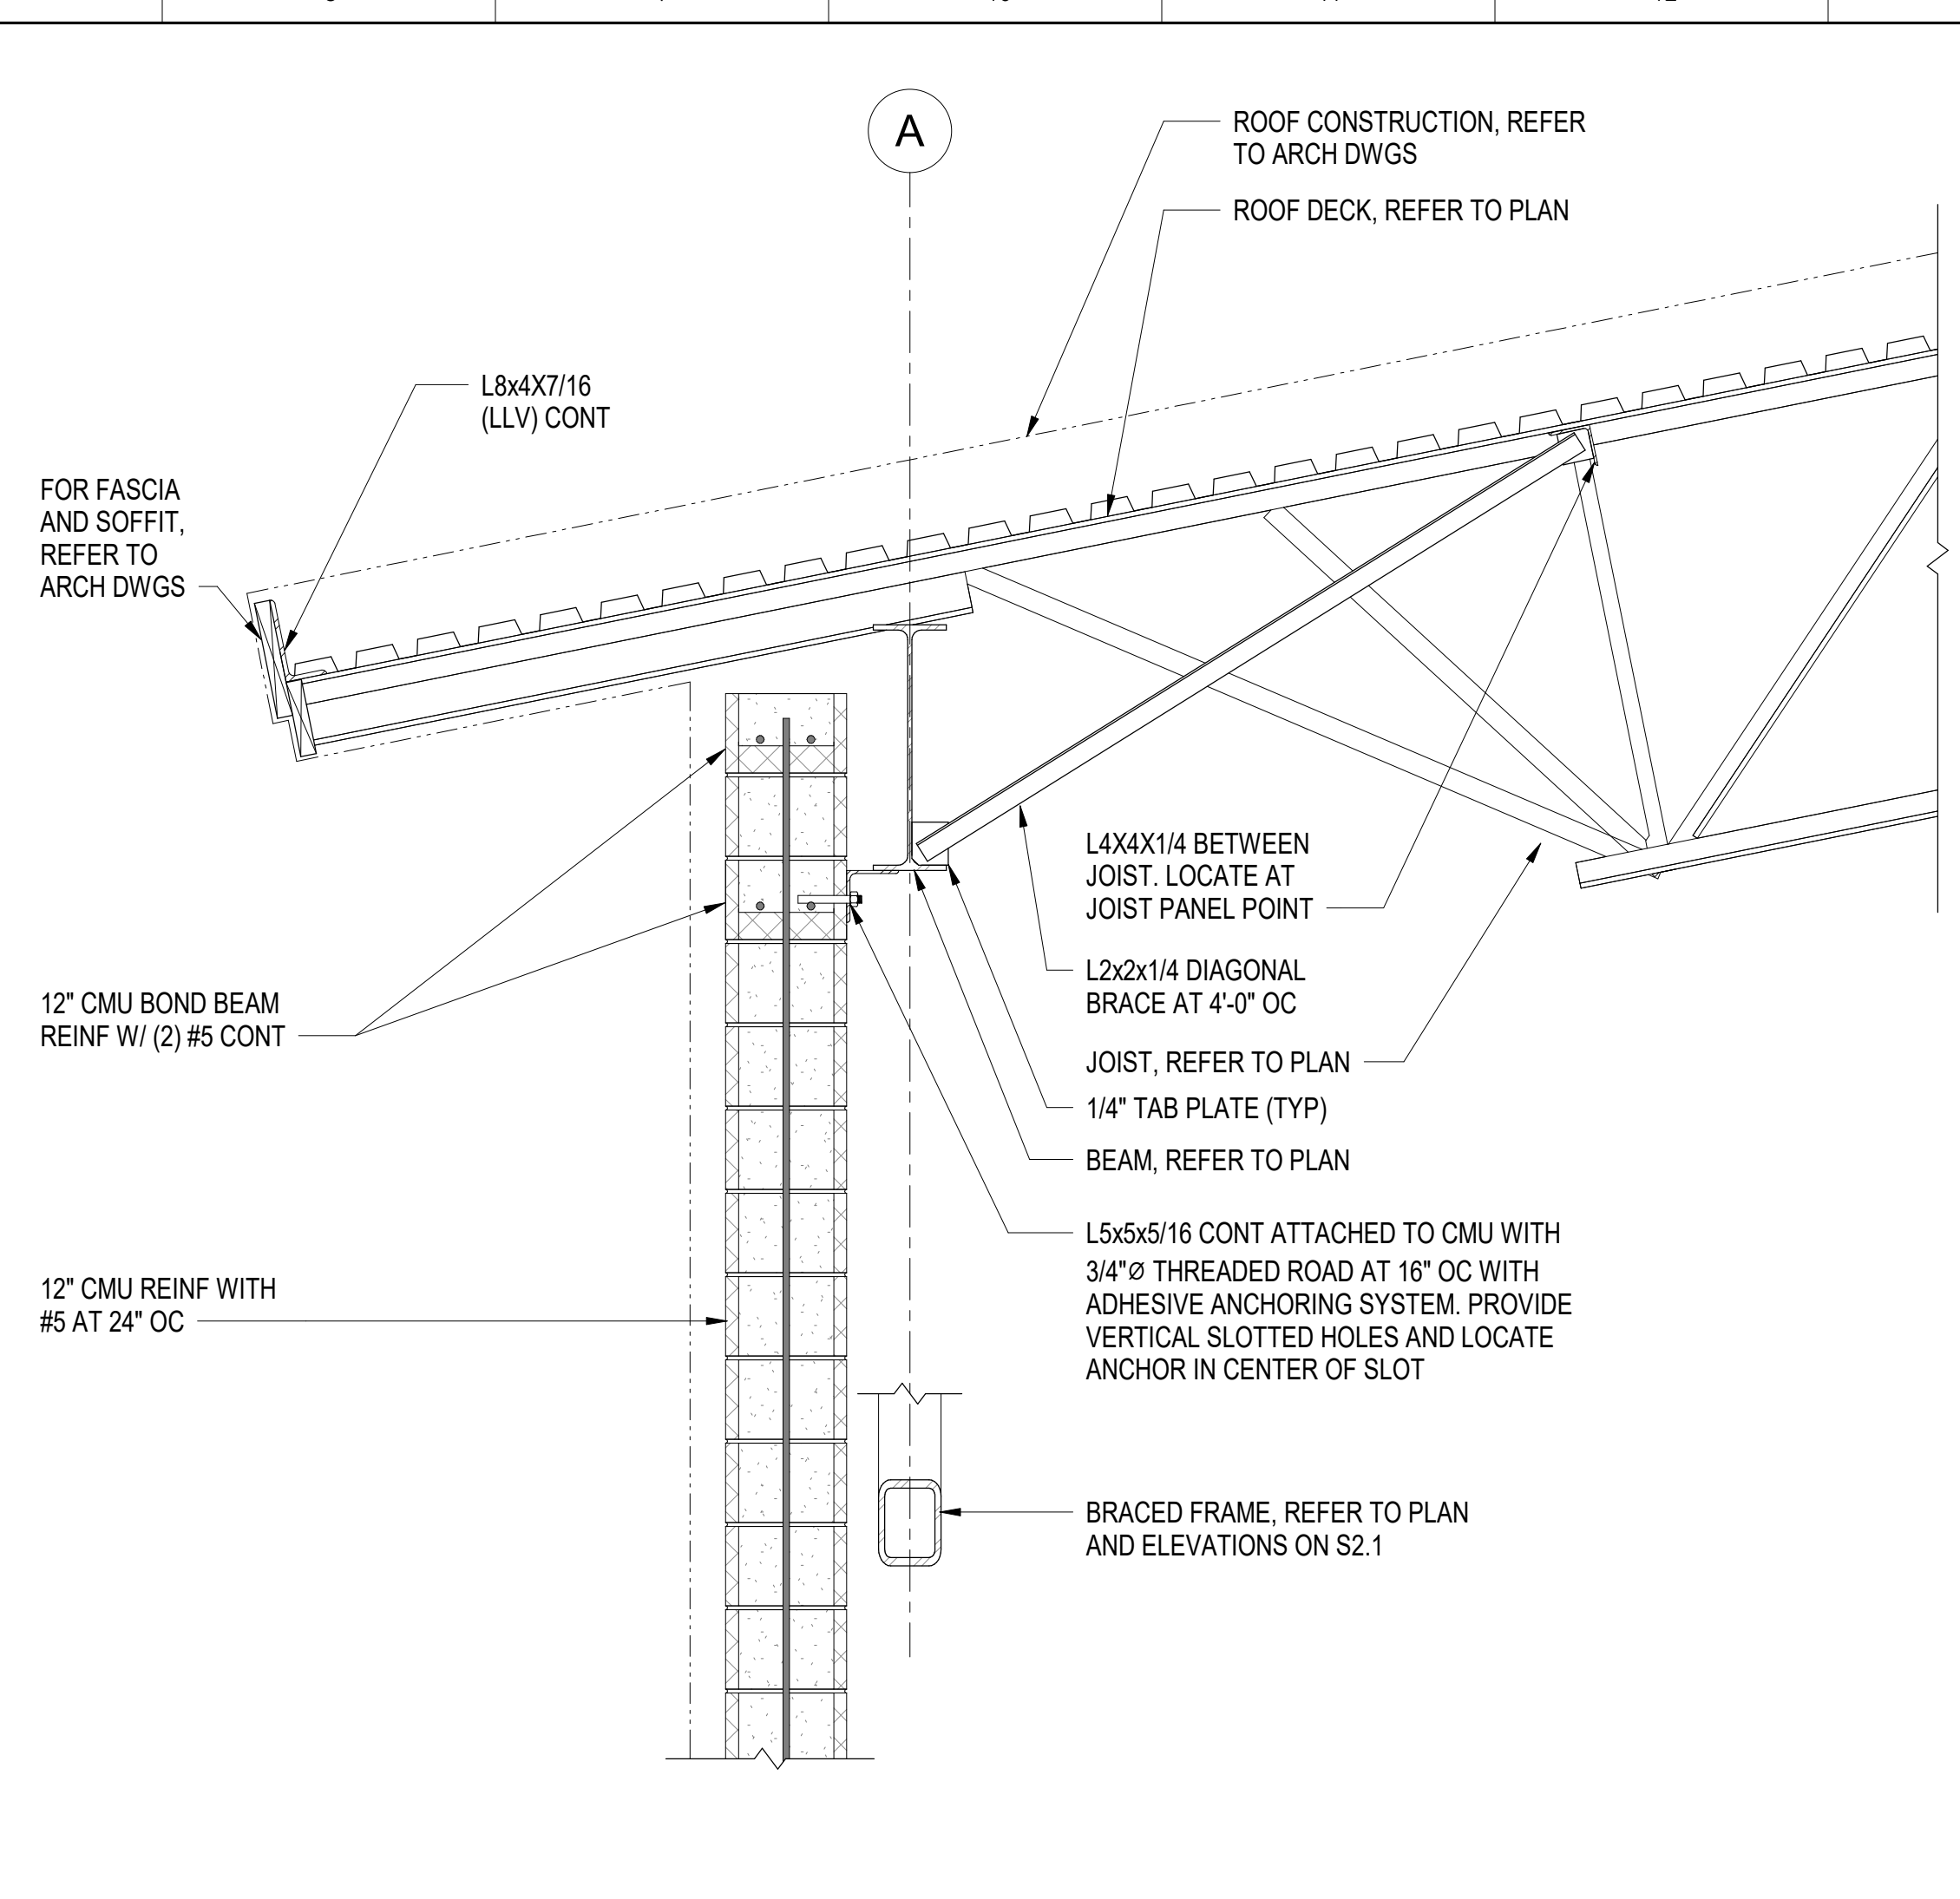 A
ROOF CONSTRUCTION, REFER
TO ARCH DWGS
ROOF DECK, REFER TO PLAN
L8x4X7/16
(LLV) CONT
FOR FASCIA
AND SOFFIT,
REFER TO
ARCH DWGS
L4X4X1/4 BETWEEN
JOIST. LOCATE AT
JOIST PANEL POINT
L2x2x1/4 DIAGONAL
BRACE AT 4'-0" OC
12" CMU BOND BEAM
REINF W/ (2) #5 CONT
JOIST, REFER TO PLAN
1/4" TAB PLATE (TYP)
BEAM, REFER TO PLAN
L5x5x5/16 CONT ATTACHED TO CMU WITH
3/4"Ø THREADED ROAD AT 16" OC WITH
ADHESIVE ANCHORING SYSTEM. PROVIDE
VERTICAL SLOTTED HOLES AND LOCATE
ANCHOR IN CENTER OF SLOT
12" CMU REINF WITH
#5 AT 24" OC
BRACED FRAME, REFER TO PLAN
AND ELEVATIONS ON S2.1